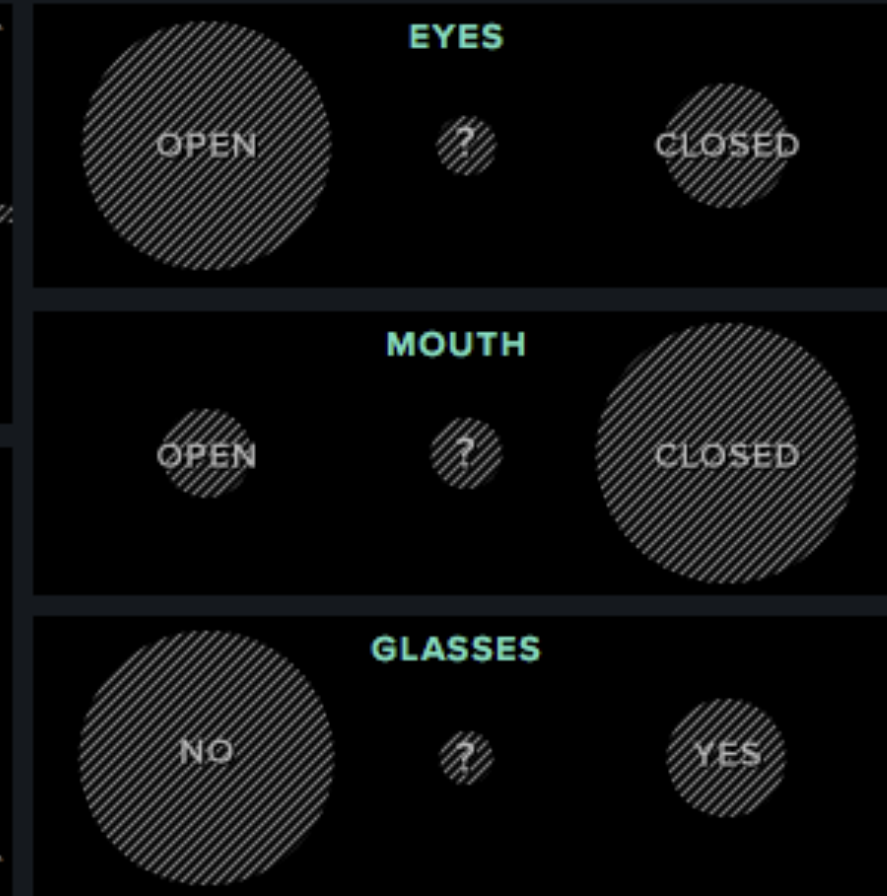 EYES
OPEN ? CLOSED
MOUTH
OPEN ? CLOSED
GLASSES
NO ? YES